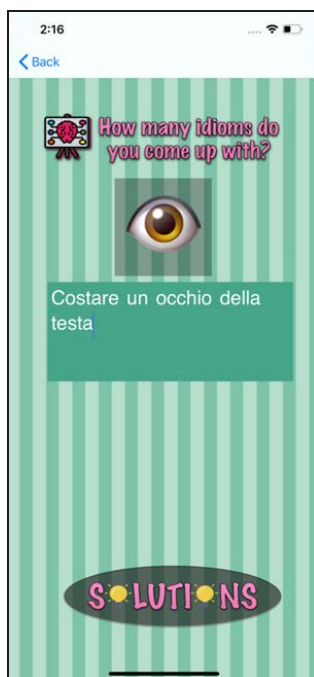 2:16
Back
How many idioms do
you come up with?
Costare un occhio della
testa
SOLUTIONS